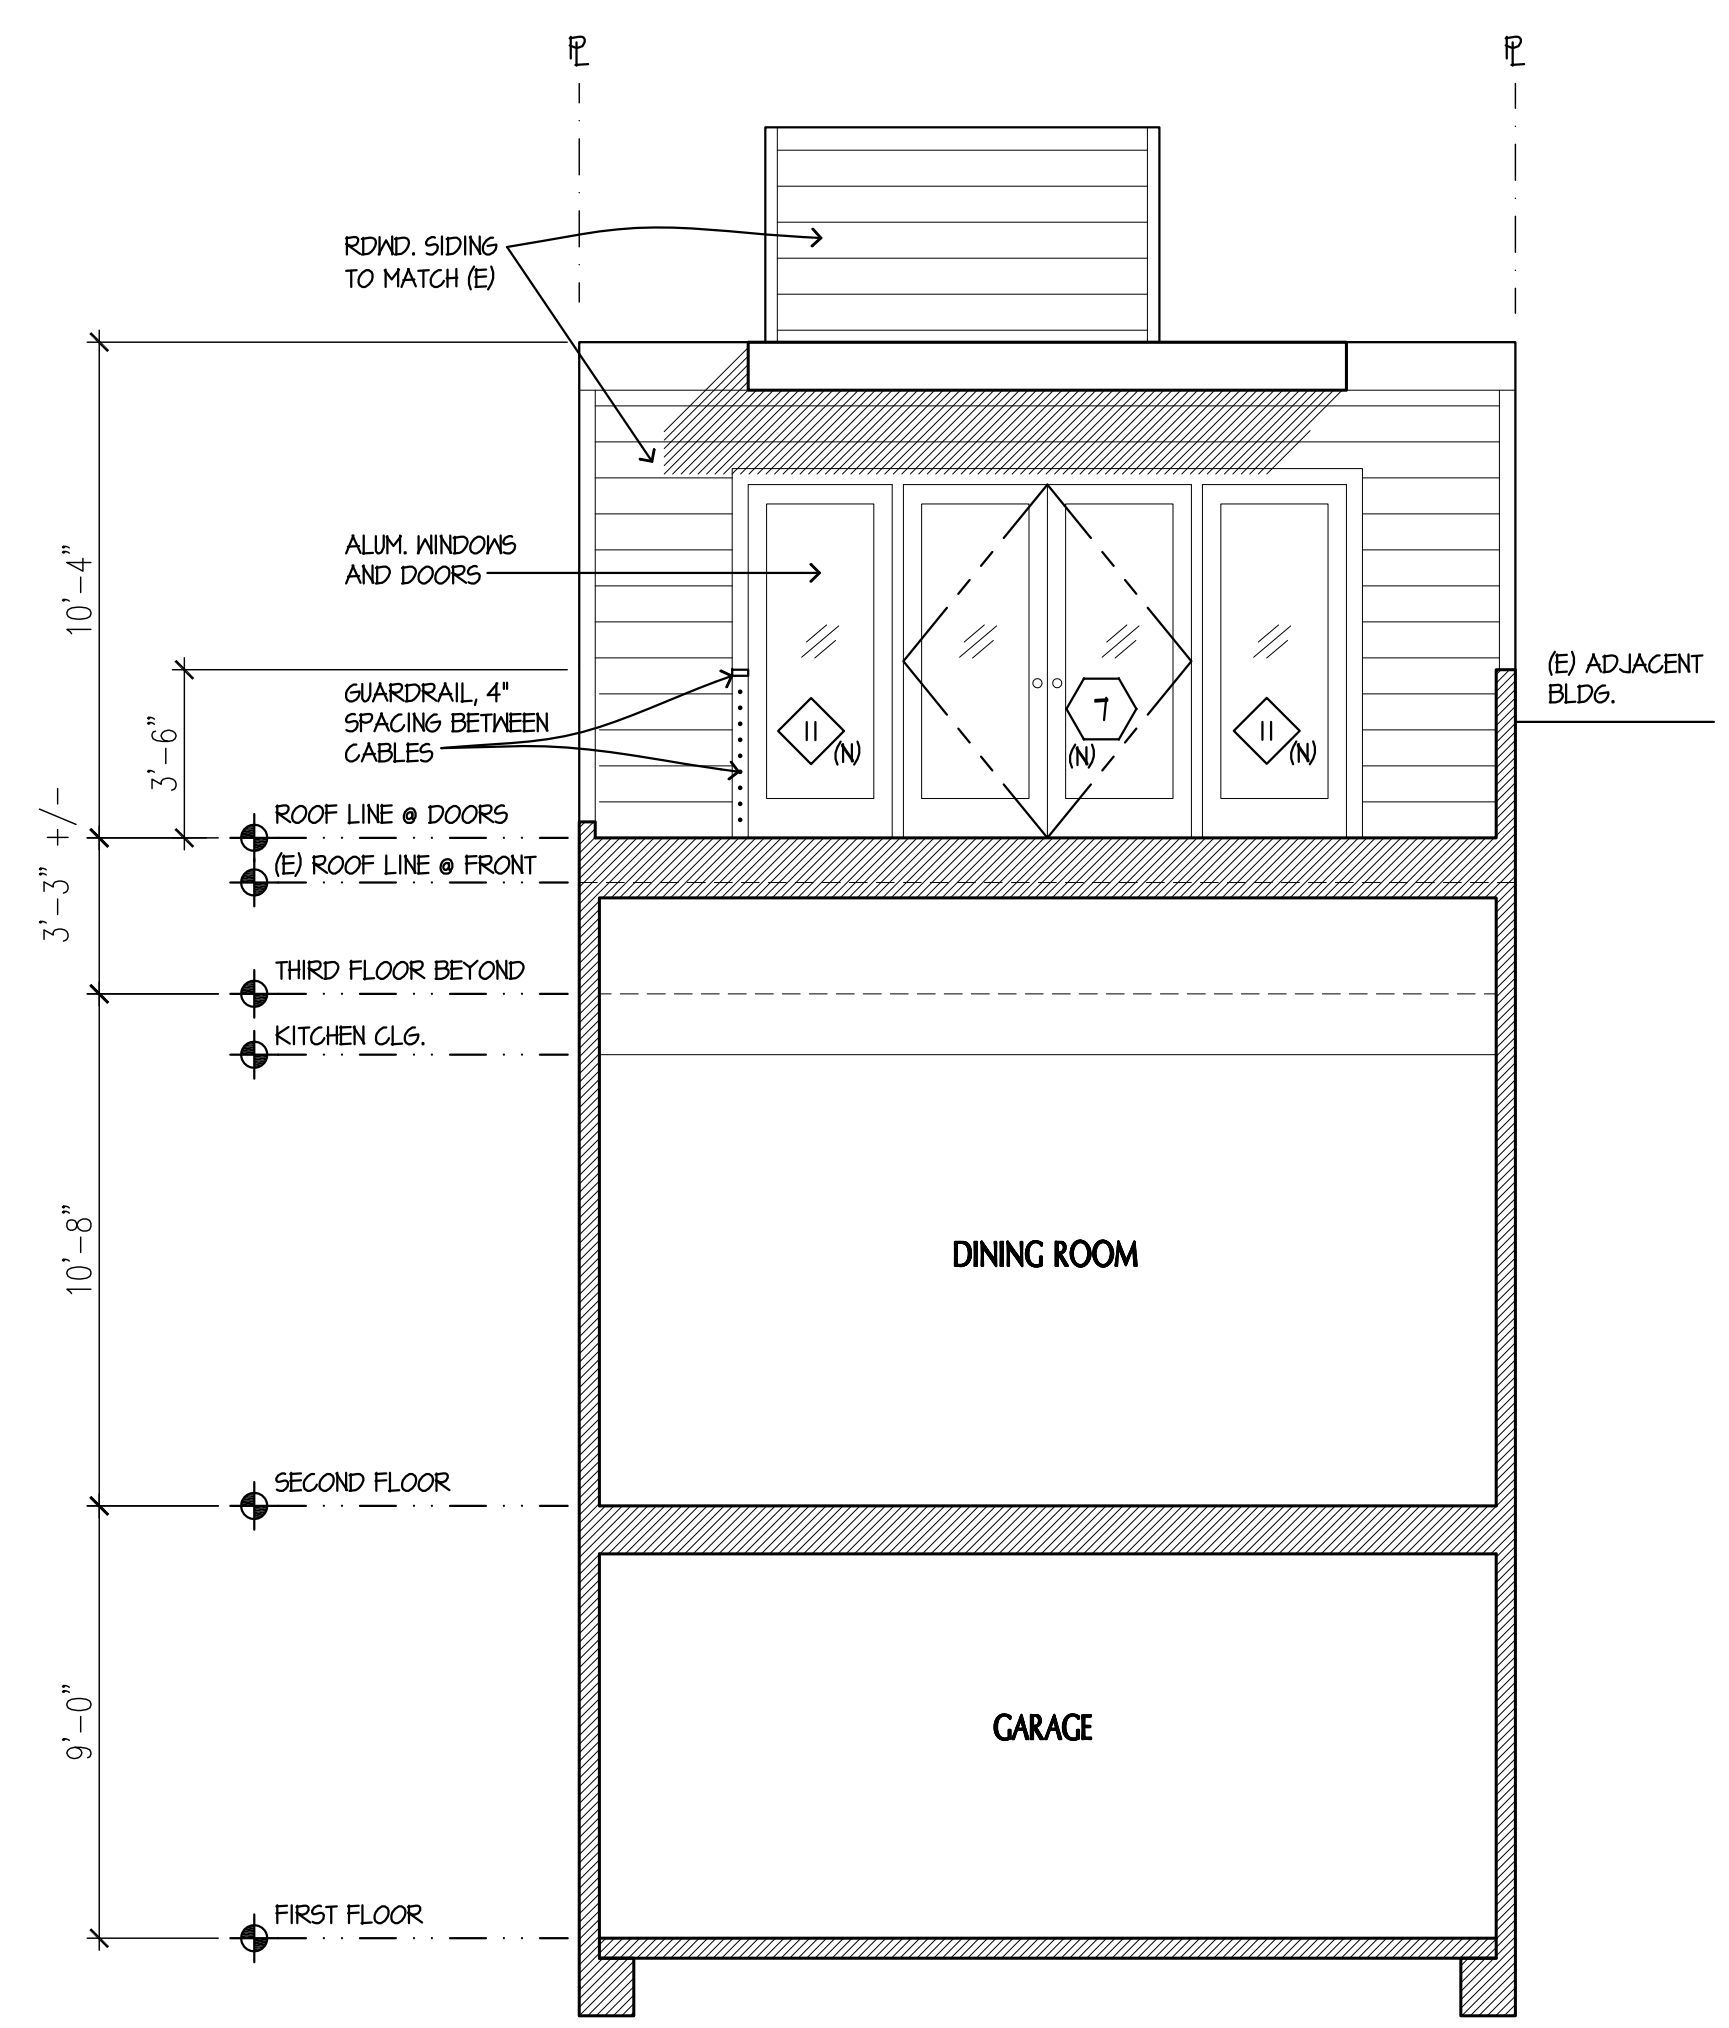 PL
PL
RDWD. SIDING
TO MATCH (E)
10'-4"
ALUM. WINDOWS
AND DOORS
3'-6"
GUARDRAIL, 4"
SPACING BETWEEN
CABLES
11
(N)
7
(N)
11
(N)
(E) ADJACENT
BLDG.
ROOF LINE @ DOORS
(E) ROOF LINE @ FRONT
3'-3" +/-
THIRD FLOOR BEYOND
KITCHEN CLG.
10'-8"
DINING ROOM
SECOND FLOOR
9'-0"
GARAGE
FIRST FLOOR